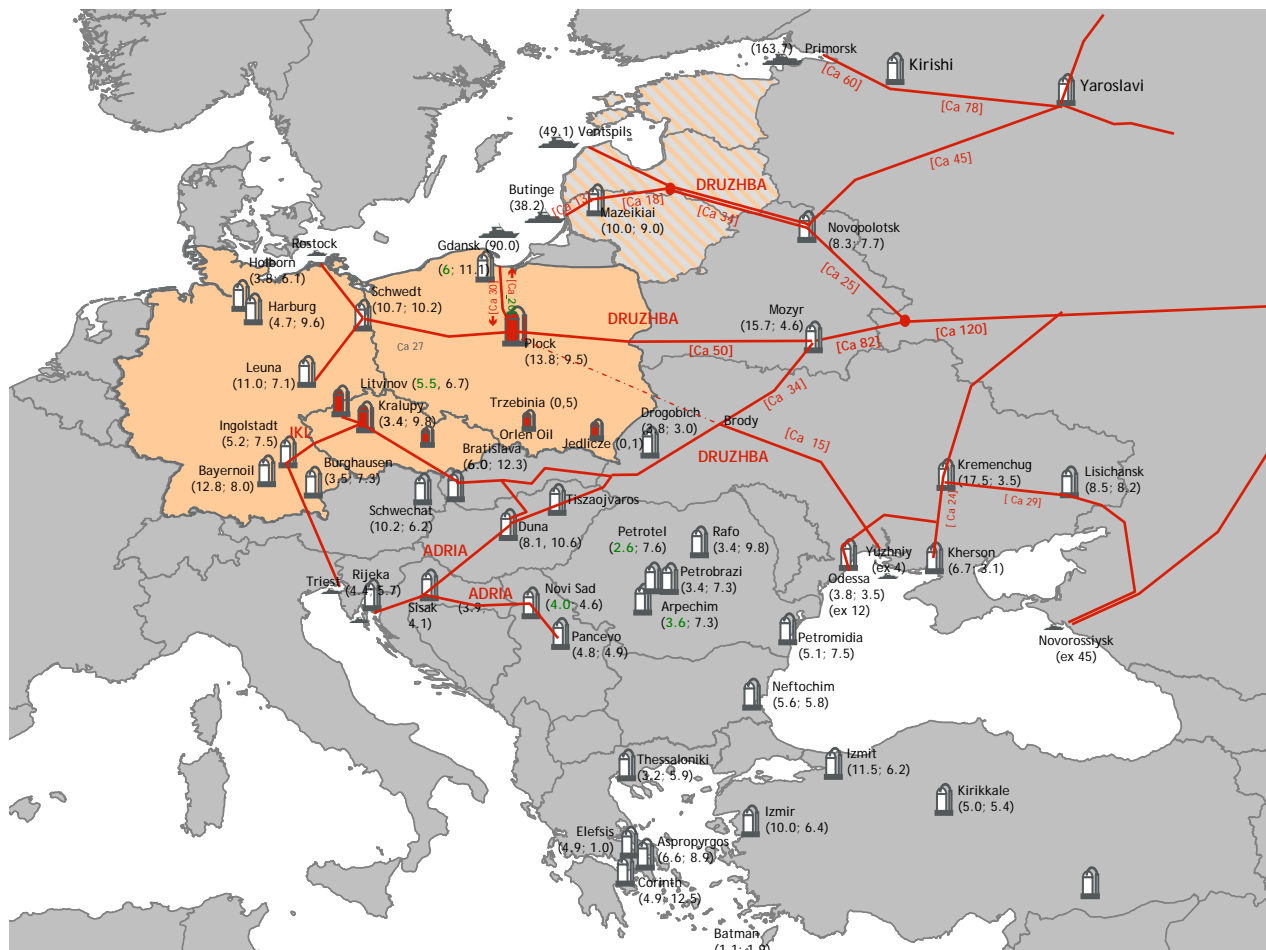 (163.7) Primorsk
Kirishi
Yaroslavi
[Ca 60]
[Ca 78]
(49.1) Ventspils
[Ca 45]
Butinge
(38.2)
[Ca 13]
[Ca 18]
DRUZHBA
[Ca 34]
Mazeikiai
(10.0; 9.0)
Novopolotsk
(8.3; 7.7)
Gdansk (90.0)
(6; 11.1)
Rostock
Holborn
(3.8; 6.1)
Harburg
(4.7; 9.6)
Schwedt
(10.7; 10.2)
[Ca 30]
[Ca 20]
[Ca 25]
DRUZHBA
Mozyr
(15.7; 4.6)
[Ca 82]
[Ca 120]
Ca 27
Plock
(13.8; 9.5)
[Ca 50]
Leuna
(11.0; 7.1)
Litvinov (5.5, 6.7)
Kralupy
(3.4; 9.8)
Trzebinia (0,5)
Orlen Oil
Jedlicze (0,1)
Drogobich
(3.8; 3.0)
[Ca 34]
Brody
[Ca 15]
DRUZHBA
Ingolstadt
(5.2; 7.5)
IKL
Bayernoil
(12.8; 8.0)
Burghausen
(3.5; 7.3)
Bratislava
(6.0; 12.3)
Kremenchug
(17.5; 3.5)
Lisichansk
(8.5; 8.2)
[Ca 24]
[Ca 29]
Schwechat
(10.2; 6.2)
Tiszaojvaros
Duna
(8.1, 10.6)
ADRIA
Petrotel
(2.6; 7.6)
Rafo
(3.4; 9.8)
Yuzhniy
(ex 4)
Kherson
(6.7; 3.1)
Odessa
(3.8; 3.5)
(ex 12)
Triest
Rijeka
(4.4; 5.7)
Sisak
(3.9;
4.1)
ADRIA
Novi Sad
(4.0; 4.6)
Petrobrazi
(3.4; 7.3)
Arpechim
(3.6; 7.3)
Pancevo
(4.8; 4.9)
Petromidia
(5.1; 7.5)
Novorossiysk
(ex 45)
Neftochim
(5.6; 5.8)
Thessaloniki
(3.2; 5.9)
Izmit
(11.5; 6.2)
Kirikkale
(5.0; 5.4)
Izmir
(10.0; 6.4)
Elefsis
(4.9; 1.0)
Aspropyrgos
(6.6; 8.9)
Corinth
(4.9; 12.5)
Batman
(1.1; 1.9)